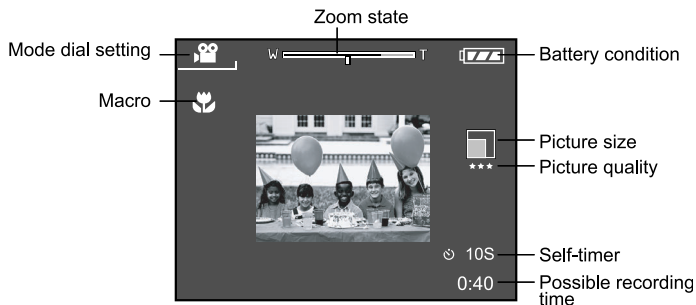 Zoom state
Mode dial setting
W T
Battery condition
Macro
Picture size
★★★ Picture quality
10S Self-timer
0:40 Possible recording
time